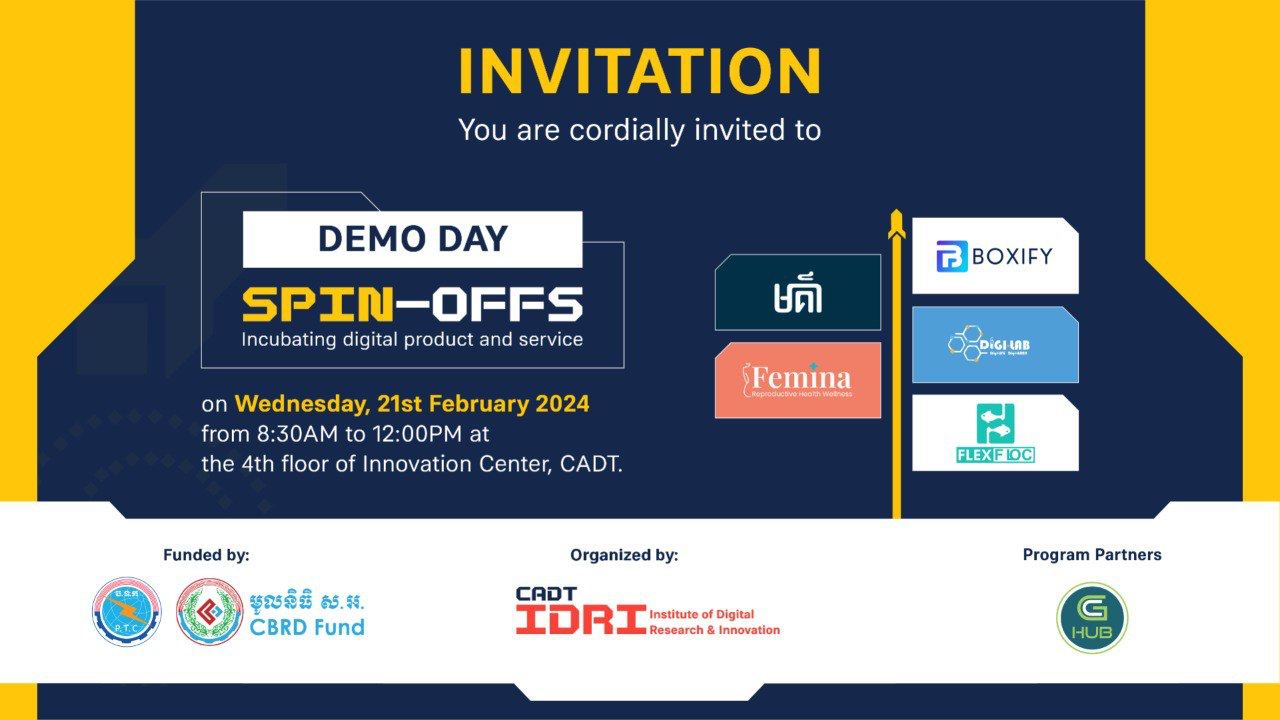 INVITATION
You are cordially invited to
DEMO DAY
SPIN-OFFS
Incubating digital product and service
on Wednesday, 21st February 2024
from 8:30AM to 12:00PM at
the 4th floor of Innovation Center, CADT.
BOXIFY
DIGI-LAB
Femina
Reproductive Health Wellness
FLEXFLOC
Funded by:
P.T.C
មូលនិធិ ស.អ.
CBRD Fund
Organized by:
CADT
IDRI
Institute of Digital
Research & Innovation
Program Partners
G
HUB